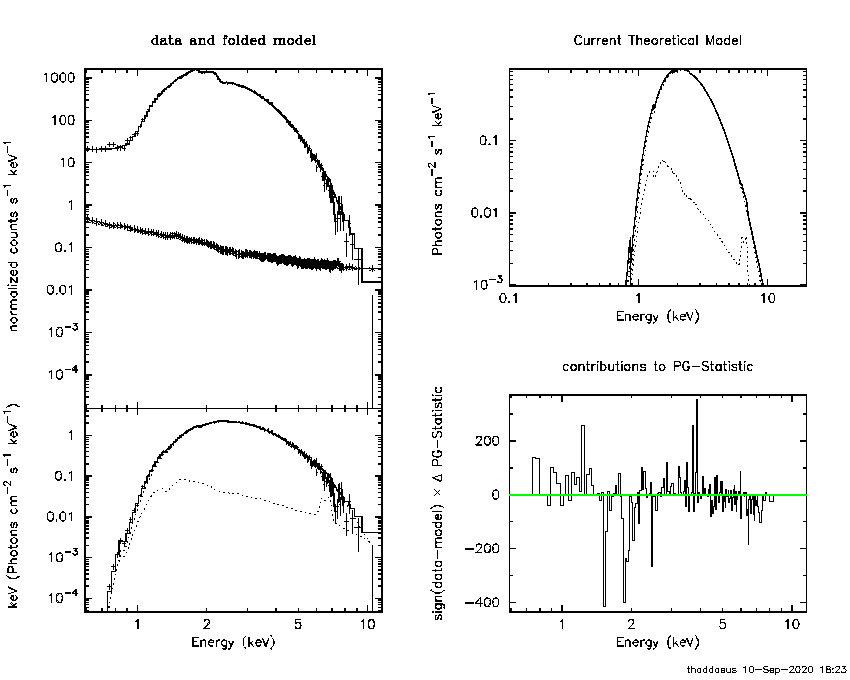 data and folded model
normalized counts s⁻¹ keV⁻¹
1000
100
10
1
0.1
0.01
10⁻³
10⁻⁴
keV (Photons cm⁻² s⁻¹ keV⁻¹)
1
0.1
0.01
10⁻³
10⁻⁴
1 2 5 10
Energy (keV)
Current Theoretical Model
Photons cm⁻² s⁻¹ keV⁻¹
0.1
0.01
10⁻³
0.1 1 10
Energy (keV)
contributions to PG−Statistic
sign(data−model) × Δ PG−Statistic
200
0
−200
−400
1 2 5 10
Energy (keV)
thaddaeus 10−Sep−2020 18:23